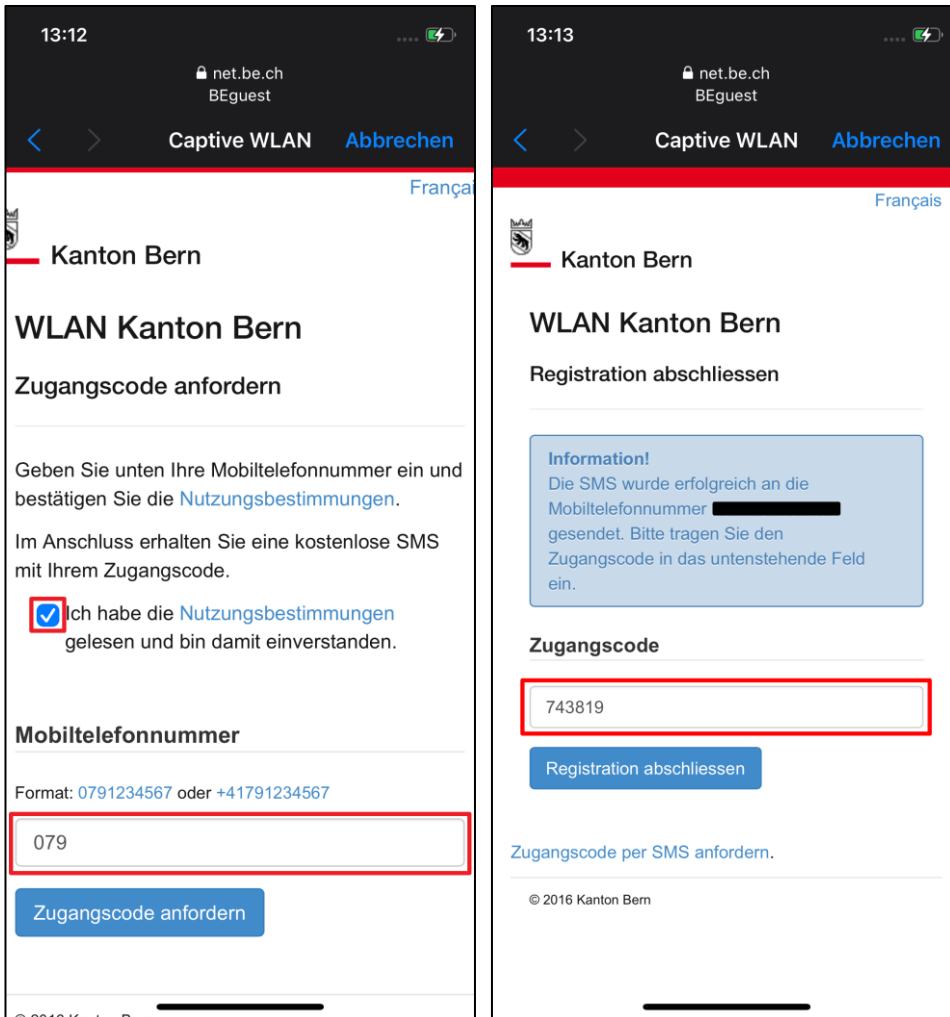 13:12
net.be.ch
BEguest
Captive WLAN
Abbrechen
Françai
Kanton Bern
WLAN Kanton Bern
Zugangscode anfordern
Geben Sie unten Ihre Mobiltelefonnummer ein und
bestätigen Sie die Nutzungsbestimmungen.
Im Anschluss erhalten Sie eine kostenlose SMS
mit Ihrem Zugangscode.
Ich habe die Nutzungsbestimmungen
gelesen und bin damit einverstanden.
Mobiltelefonnummer
Format: 0791234567 oder +41791234567
079
Zugangscode anfordern
13:13
net.be.ch
BEguest
Captive WLAN
Abbrechen
Français
Kanton Bern
WLAN Kanton Bern
Registration abschliessen
Information!
Die SMS wurde erfolgreich an die
Mobiltelefonnummer
gesendet. Bitte tragen Sie den
Zugangscode in das untenstehende Feld
ein.
Zugangscode
743819
Registration abschliessen
Zugangscode per SMS anfordern.
© 2016 Kanton Bern